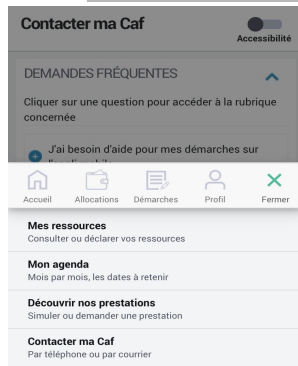 Contacter ma Caf
Accessibilité
DEMANDES FRÉQUENTES
Cliquer sur une question pour accéder à la rubrique
concernée
J'ai besoin d'aide pour mes démarches sur
Accueil
Allocations
Démarches
Profil
Fermer
Mes ressources
Consulter ou déclarer vos ressources
Mon agenda
Mois par mois, les dates à retenir
Découvrir nos prestations
Simuler ou demander une prestation
Contacter ma Caf
Par téléphone ou par courrier